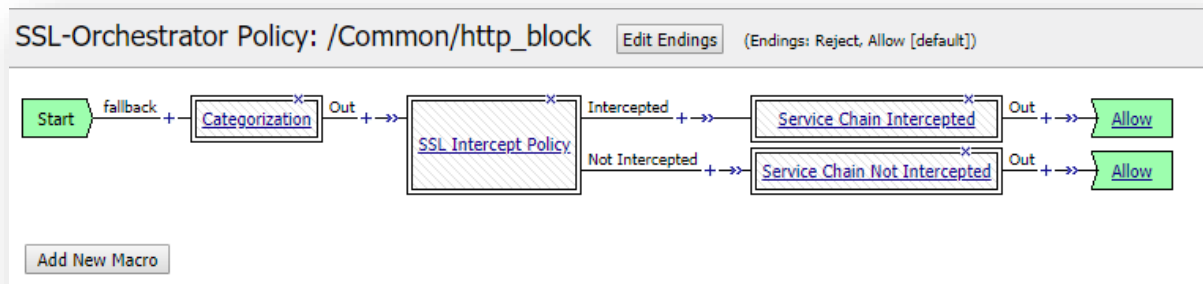 SSL-Orchestrator Policy: /Common/http_block Edit Endings (Endings: Reject, Allow [default])
Start fallback + Categorization × Out + SSL Intercept Policy × Intercepted + Service Chain Intercepted × Out + Allow
Not Intercepted + Service Chain Not Intercepted × Out + Allow
Add New Macro